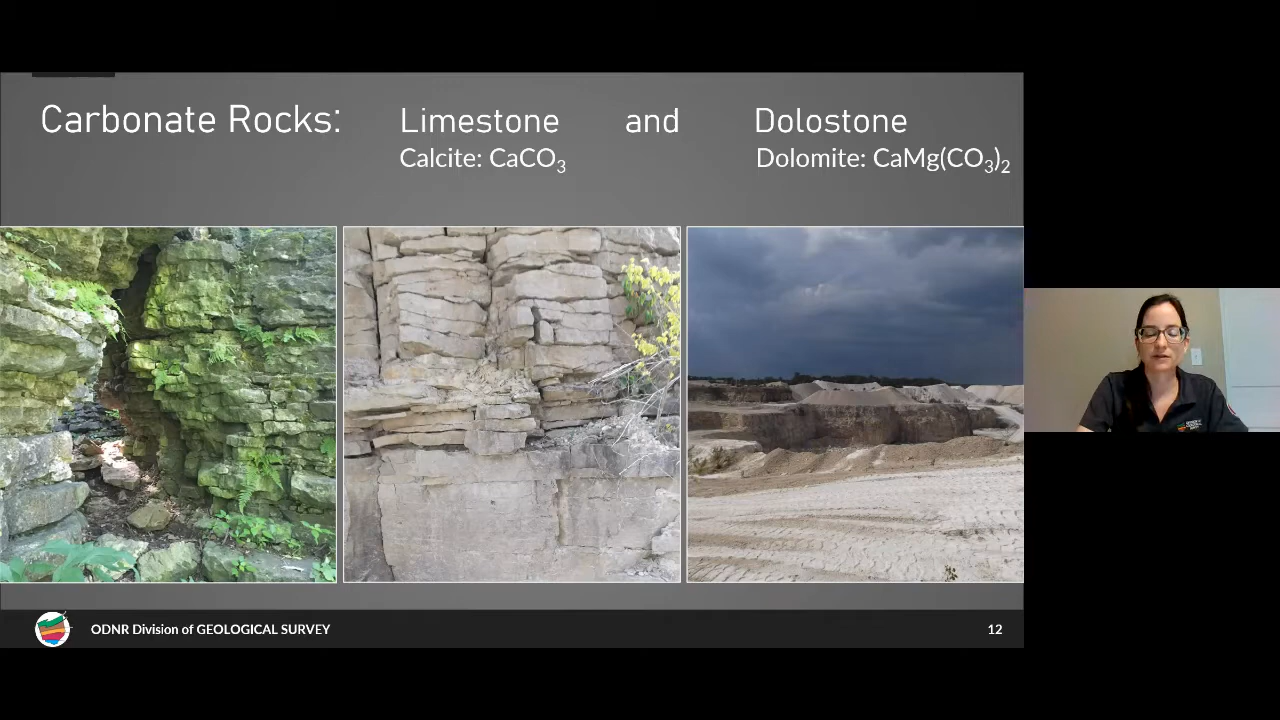 Carbonate Rocks: Limestone and Dolostone
Calcite: CaCO₃ Dolomite: CaMg(CO₃)₂
ODNR Division of GEOLOGICAL SURVEY 12